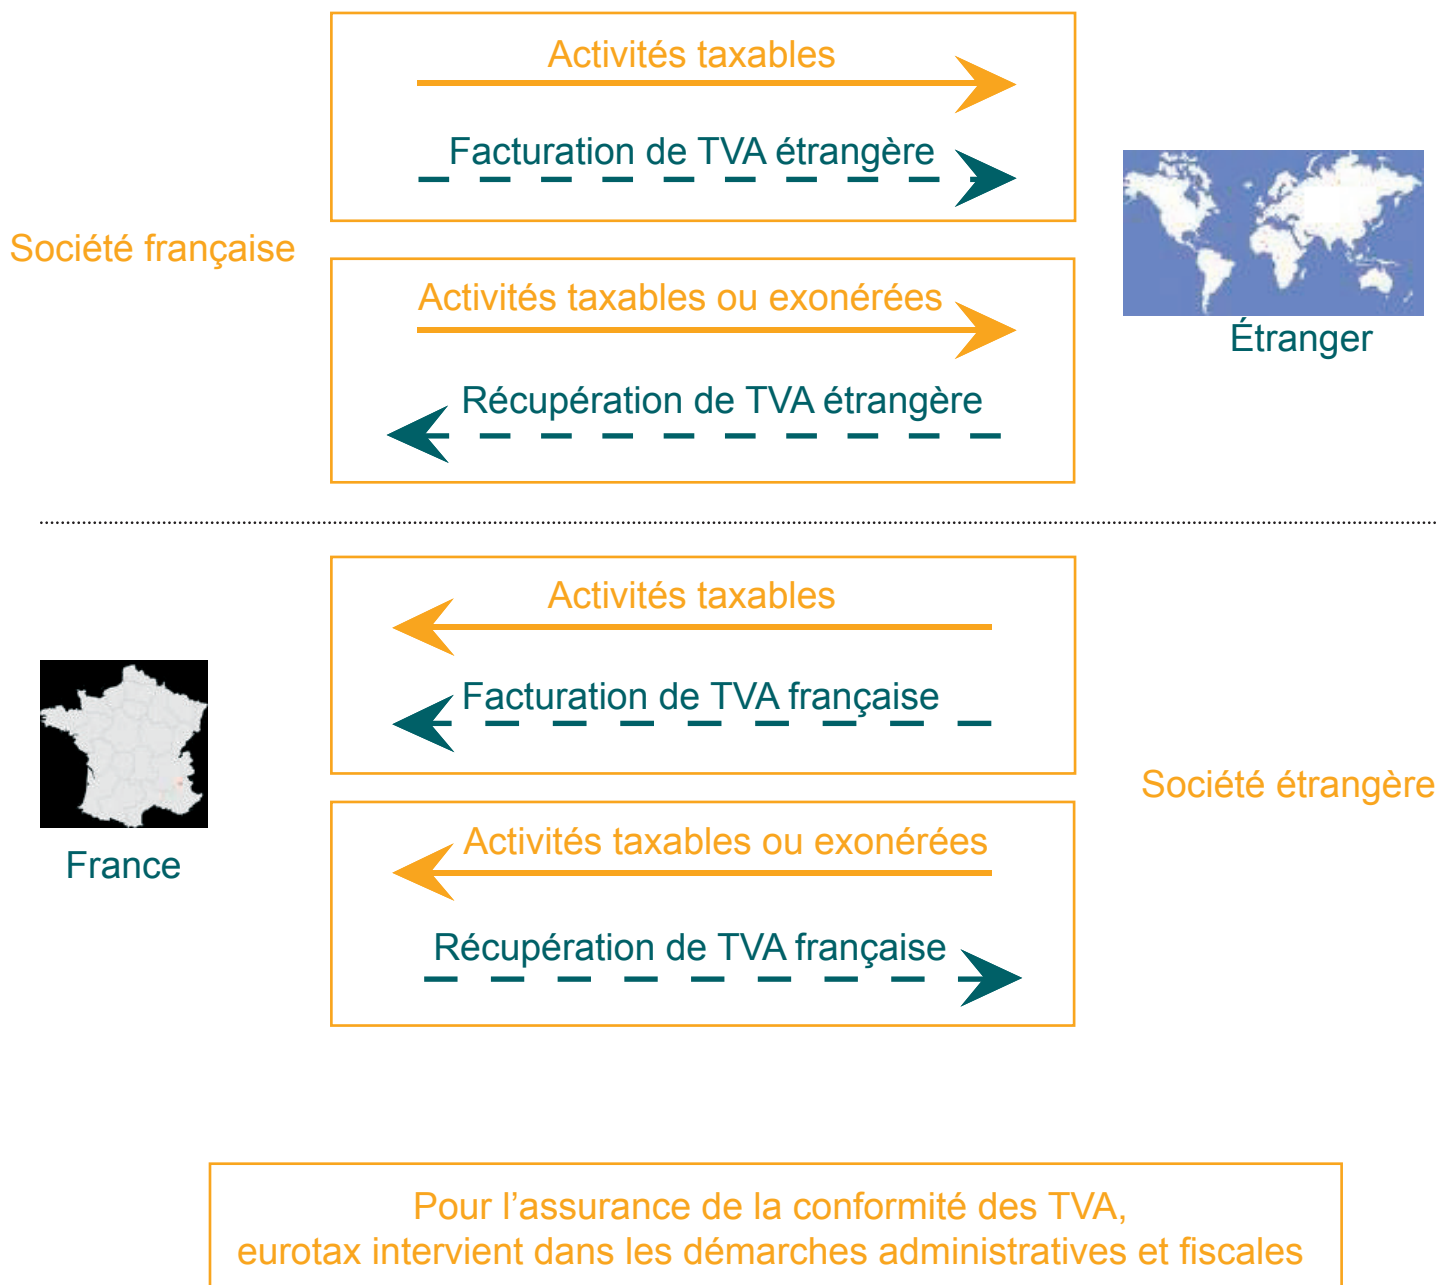 Activités taxables
Facturation de TVA étrangère
Société française
Activités taxables ou exonérées
Étranger
Récupération de TVA étrangère
Activités taxables
Facturation de TVA française
Société étrangère
Activités taxables ou exonérées
France
Récupération de TVA française
Pour l’assurance de la conformité des TVA,
eurotax intervient dans les démarches administratives et fiscales